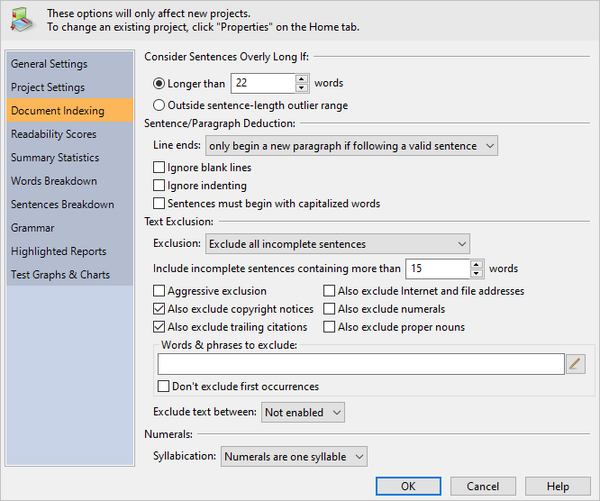 These options will only affect new projects.
To change an existing project, click "Properties" on the Home tab.
General Settings
Project Settings
Document Indexing
Readability Scores
Summary Statistics
Words Breakdown
Sentences Breakdown
Grammar
Highlighted Reports
Test Graphs & Charts
Consider Sentences Overly Long If:
Longer than 22 words
Outside sentence-length outlier range
Sentence/Paragraph Deduction:
Line ends: only begin a new paragraph if following a valid sentence
Ignore blank lines
Ignore indenting
Sentences must begin with capitalized words
Text Exclusion:
Exclusion: Exclude all incomplete sentences
Include incomplete sentences containing more than 15 words
Aggressive exclusion Also exclude Internet and file addresses
Also exclude copyright notices Also exclude numerals
Also exclude trailing citations Also exclude proper nouns
Words & phrases to exclude:
Don't exclude first occurrences
Exclude text between: Not enabled
Numerals:
Syllabication: Numerals are one syllable
OK Cancel Help